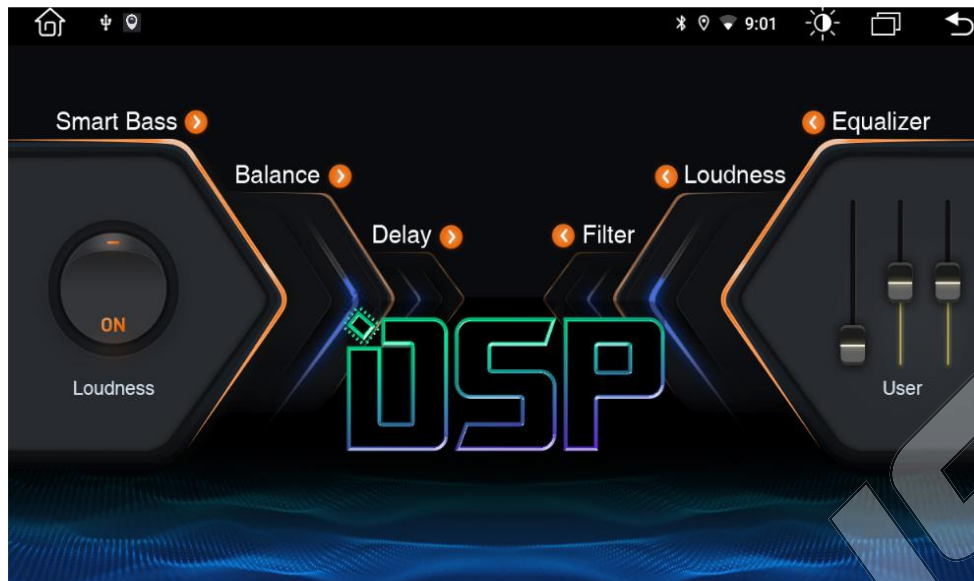 9:01
Smart Bass
Equalizer
Balance
Loudness
Delay
Filter
ON
DSP
Loudness
User